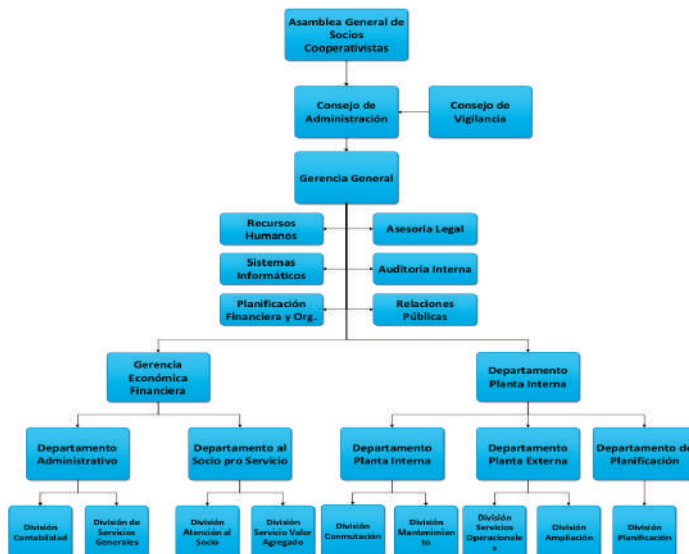 Asamblea General de
Socios
Cooperativistas
Consejo de
Administración
Consejo de
Vigilancia
Gerencia General
Recursos
Humanos
Asesoría Legal
Sistemas
Informáticos
Auditoria Interna
Planificación
Financiera y Org.
Relaciones
Públicas
Gerencia
Económica
Financiera
Departamento
Planta Interna
Departamento
Administrativo
Departamento al
Socio pro Servicio
Departamento
Planta Interna
Departamento
Planta Externa
Departamento de
Planificación
División
Contabilidad
División de
Servicios
Generales
División
Atención al
Socio
División
Servicio Valor
Agregado
División
Conmutación
División
Mantenimie
nto
División
Servicios
Operacionale
s
División
Ampliación
División
Planificación